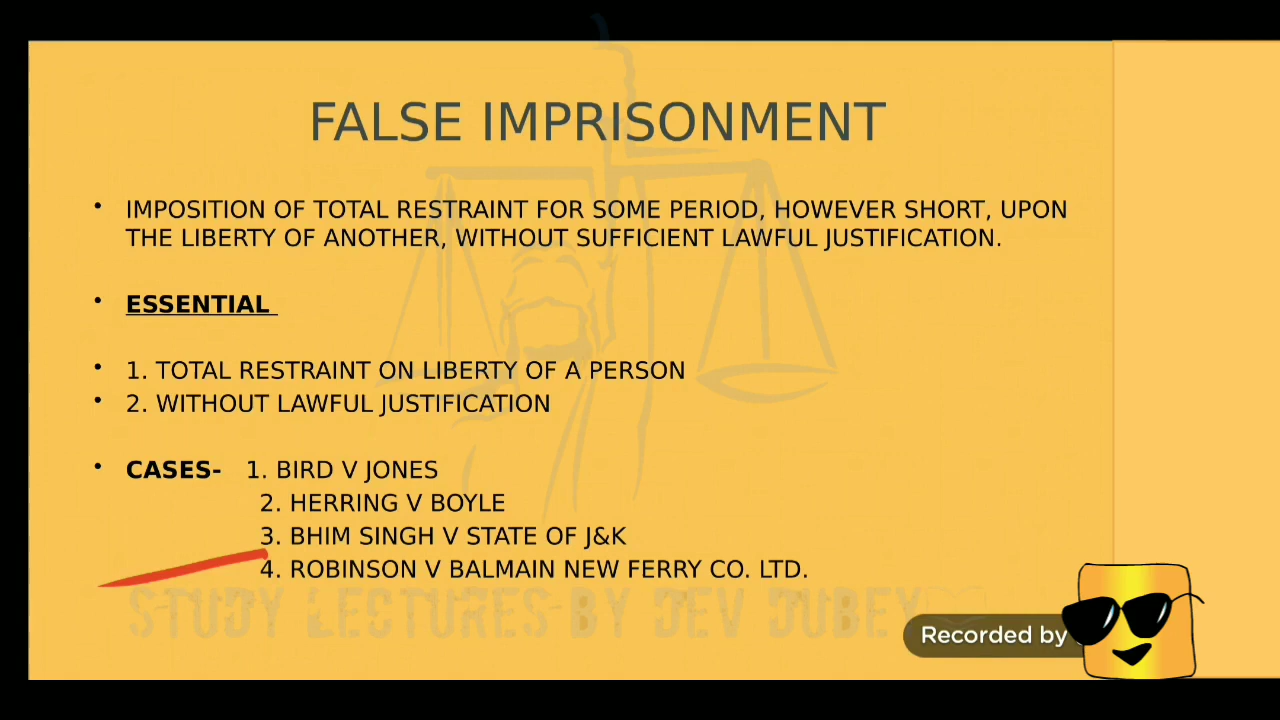 FALSE IMPRISONMENT
• IMPOSITION OF TOTAL RESTRAINT FOR SOME PERIOD, HOWEVER SHORT, UPON
THE LIBERTY OF ANOTHER, WITHOUT SUFFICIENT LAWFUL JUSTIFICATION.
• ESSENTIAL
• 1. TOTAL RESTRAINT ON LIBERTY OF A PERSON
• 2. WITHOUT LAWFUL JUSTIFICATION
• CASES- 1. BIRD V JONES
2. HERRING V BOYLE
3. BHIM SINGH V STATE OF J&K
4. ROBINSON V BALMAIN NEW FERRY CO. LTD.
STUDY LECTURES BY DEV DUBEY
Recorded by